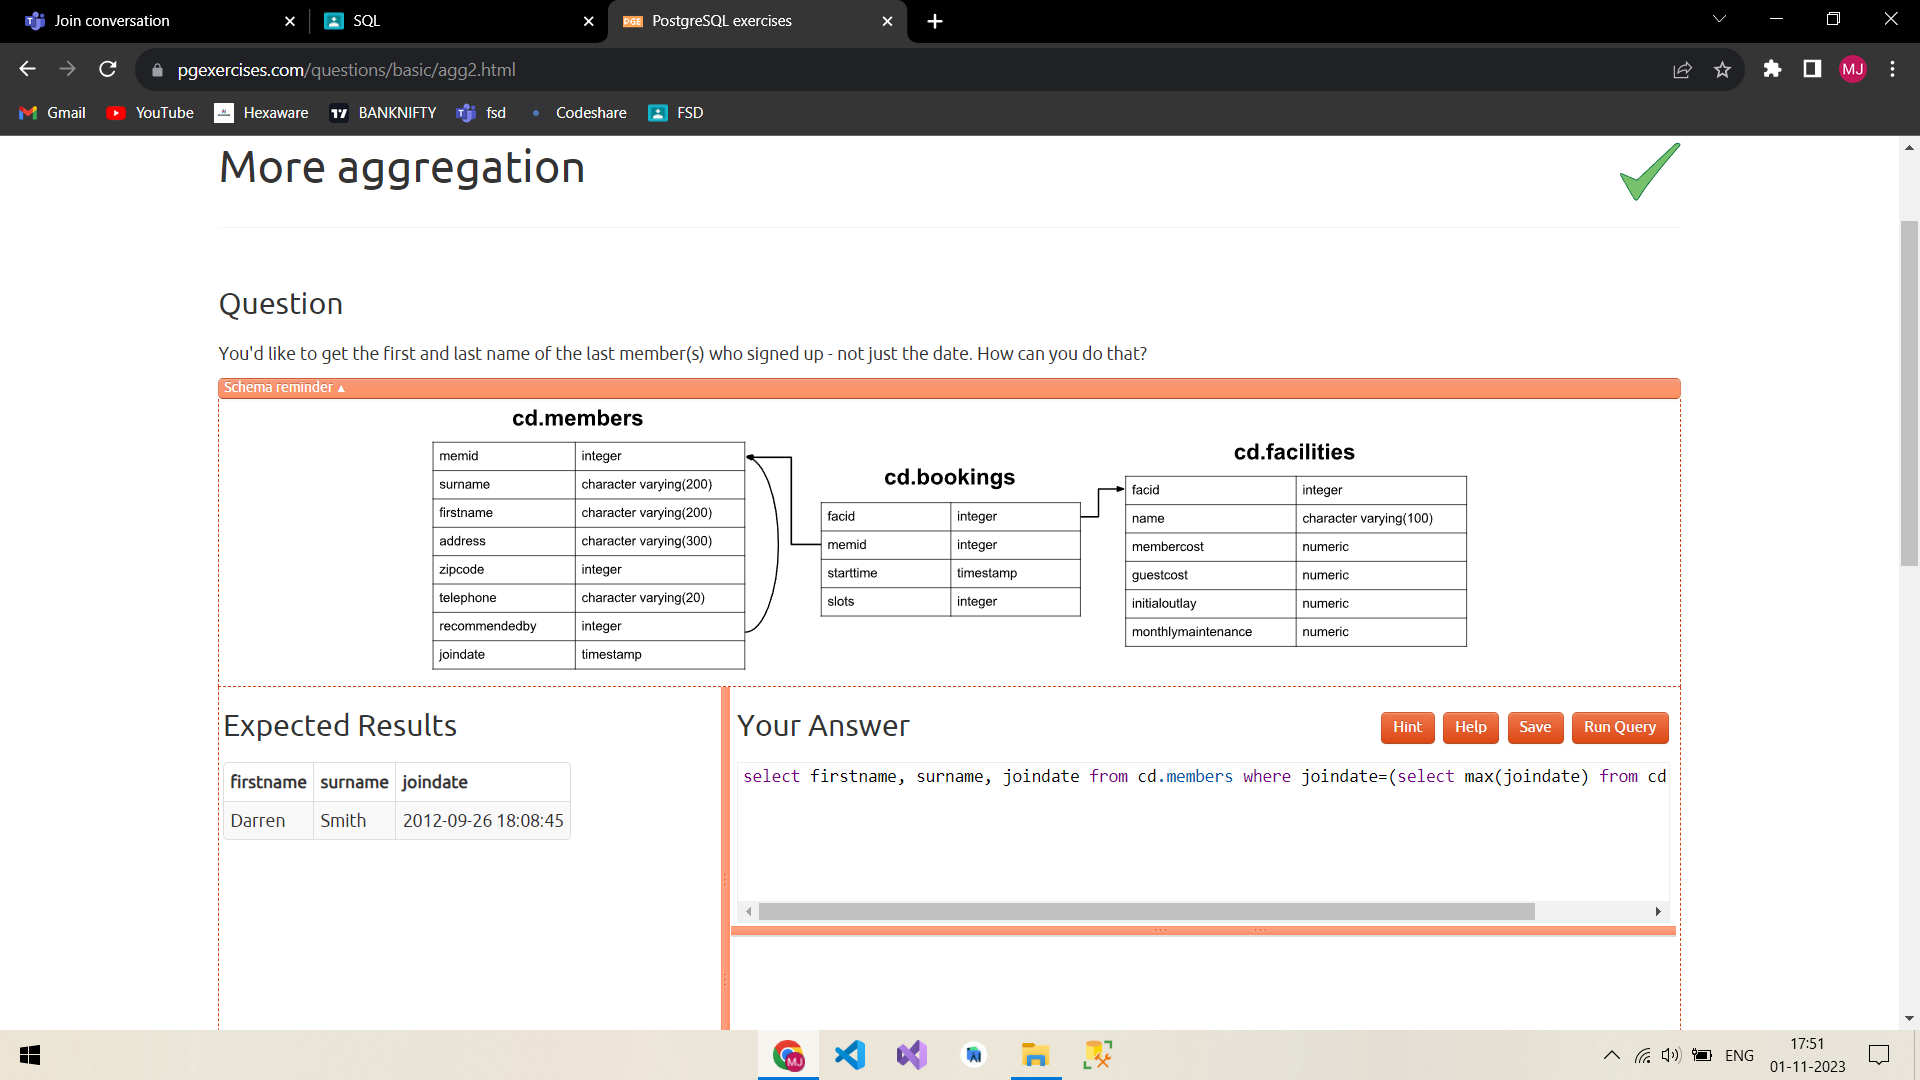 Join conversation
SQL
PGE PostgreSQL exercises
pgexercises.com/questions/basic/agg2.html
MJ
Gmail YouTube Hexaware BANKNIFTY fsd Codeshare FSD
More aggregation
Question
You'd like to get the first and last name of the last member(s) who signed up - not just the date. How can you do that?
Schema reminder ▲
cd.members
memid integer
surname character varying(200)
firstname character varying(200)
address character varying(300)
zipcode integer
telephone character varying(20)
recommendedby integer
joindate timestamp
cd.bookings
facid integer
memid integer
starttime timestamp
slots integer
cd.facilities
facid integer
name character varying(100)
membercost numeric
guestcost numeric
initialoutlay numeric
monthlymaintenance numeric
Expected Results
firstname surname joindate
Darren Smith 2012-09-26 18:08:45
Your Answer
Hint Help Save Run Query
select firstname, surname, joindate from cd.members where joindate=(select max(joindate) from cd
MJ
ENG
17:51
01-11-2023